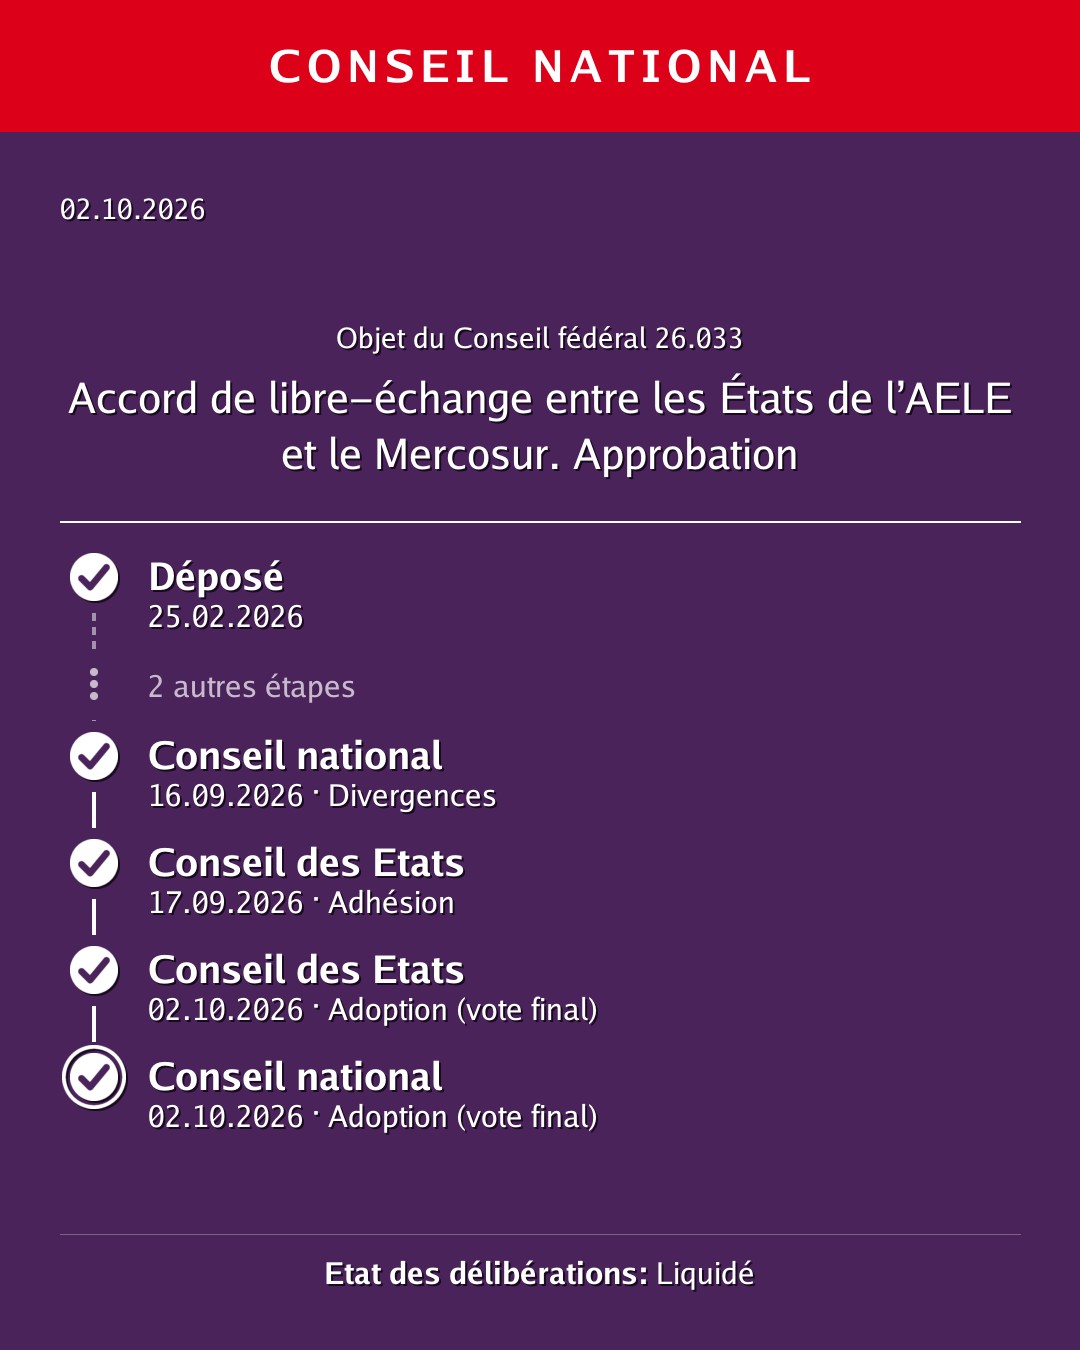 CONSEIL NATIONAL
02.10.2026
Objet du Conseil fédéral 26.033
Accord de libre-échange entre les États de l’AELE
et le Mercosur. Approbation
Déposé
25.02.2026
2 autres étapes
Conseil national
16.09.2026 · Divergences
Conseil des Etats
17.09.2026 · Adhésion
Conseil des Etats
02.10.2026 · Adoption (vote final)
Conseil national
02.10.2026 · Adoption (vote final)
Etat des délibérations: Liquidé